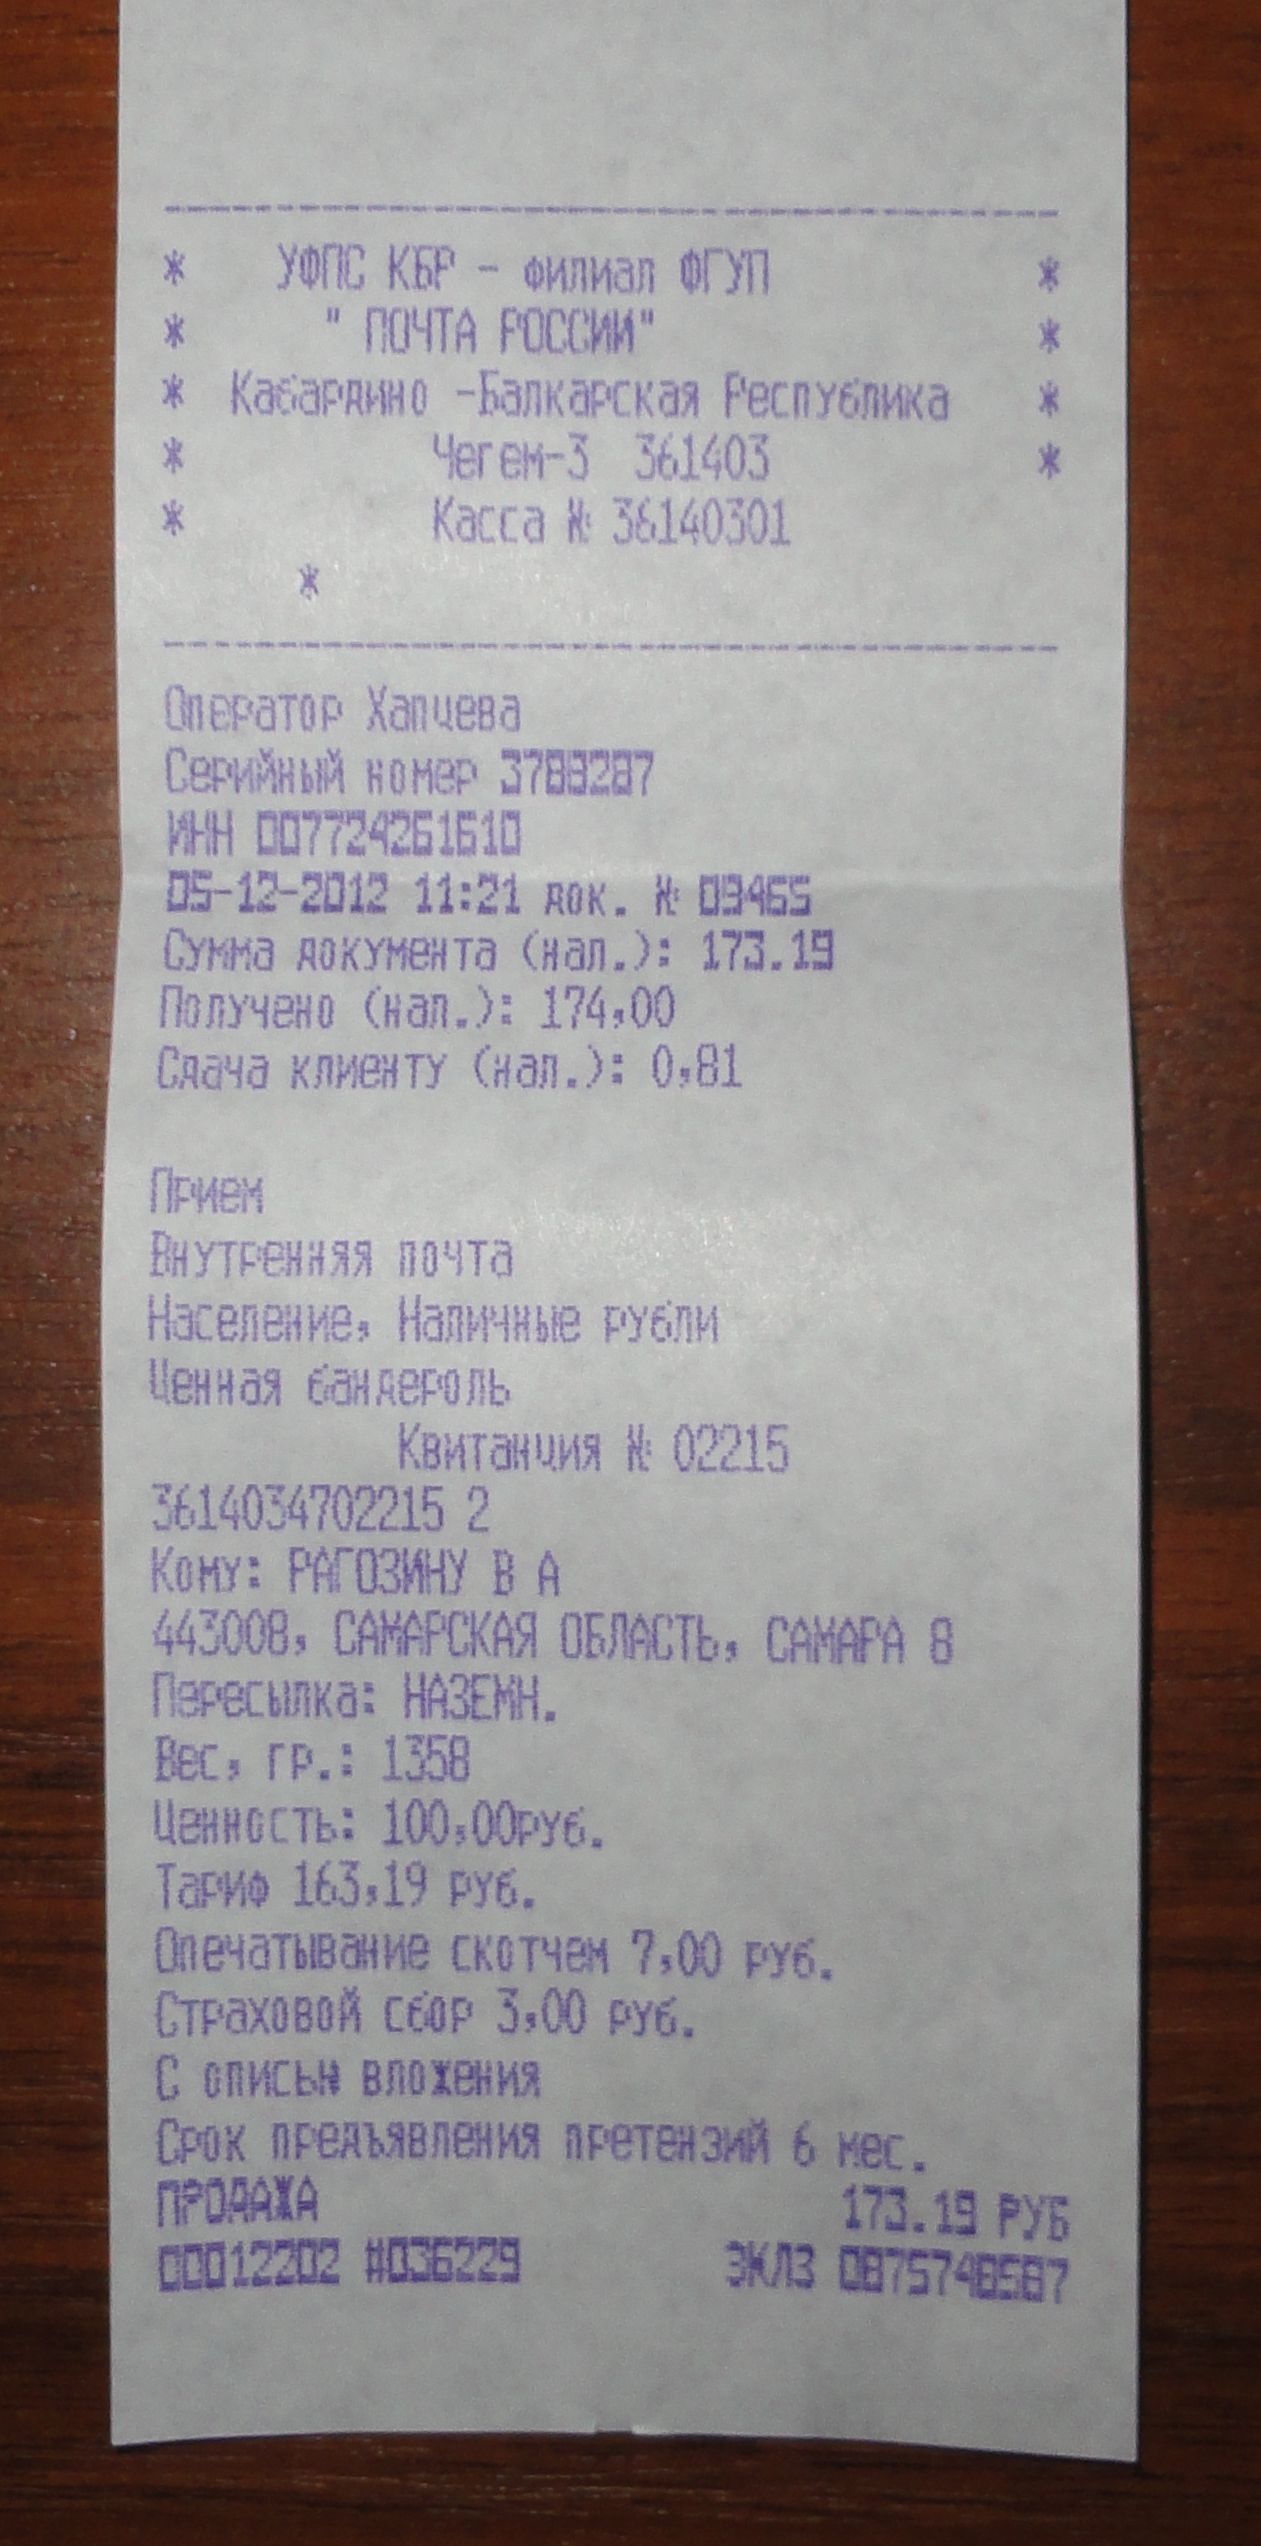 * УФПС КБР - филиал ФГУП *
* " ПОЧТА РОССИИ" *
* Кабардино -Балкарская Республика *
* Чегем-3 361403 *
* Касса № 36140301
*
Оператор Хапцева
Серийный номер 3788287
ИНН 007724261610
05-12-2012 11:21 док. № 09465
Сумма документа (нал.): 173.19
Получено (нал.): 174,00
Сдача клиенту (нал.): 0,81
Прием
Внутренняя почта
Население, Наличные рубли
Ценная бандероль
Квитанция № 02215
3614034702215 2
Кому: РАГОЗИНУ В А
443008, САМАРСКАЯ ОБЛАСТЬ, САМАРА 8
Пересылка: НАЗЕМН.
Вес, гр.: 1358
Ценность: 100,00руб.
Тариф 163,19 руб.
Опечатывание скотчем 7,00 руб.
Страховой сбор 3,00 руб.
С описью вложения
Срок предъявления претензий 6 мес.
ПРОДАЖА 173.19 РУБ
00012202 #036229 ЭКЛЗ 0875748587